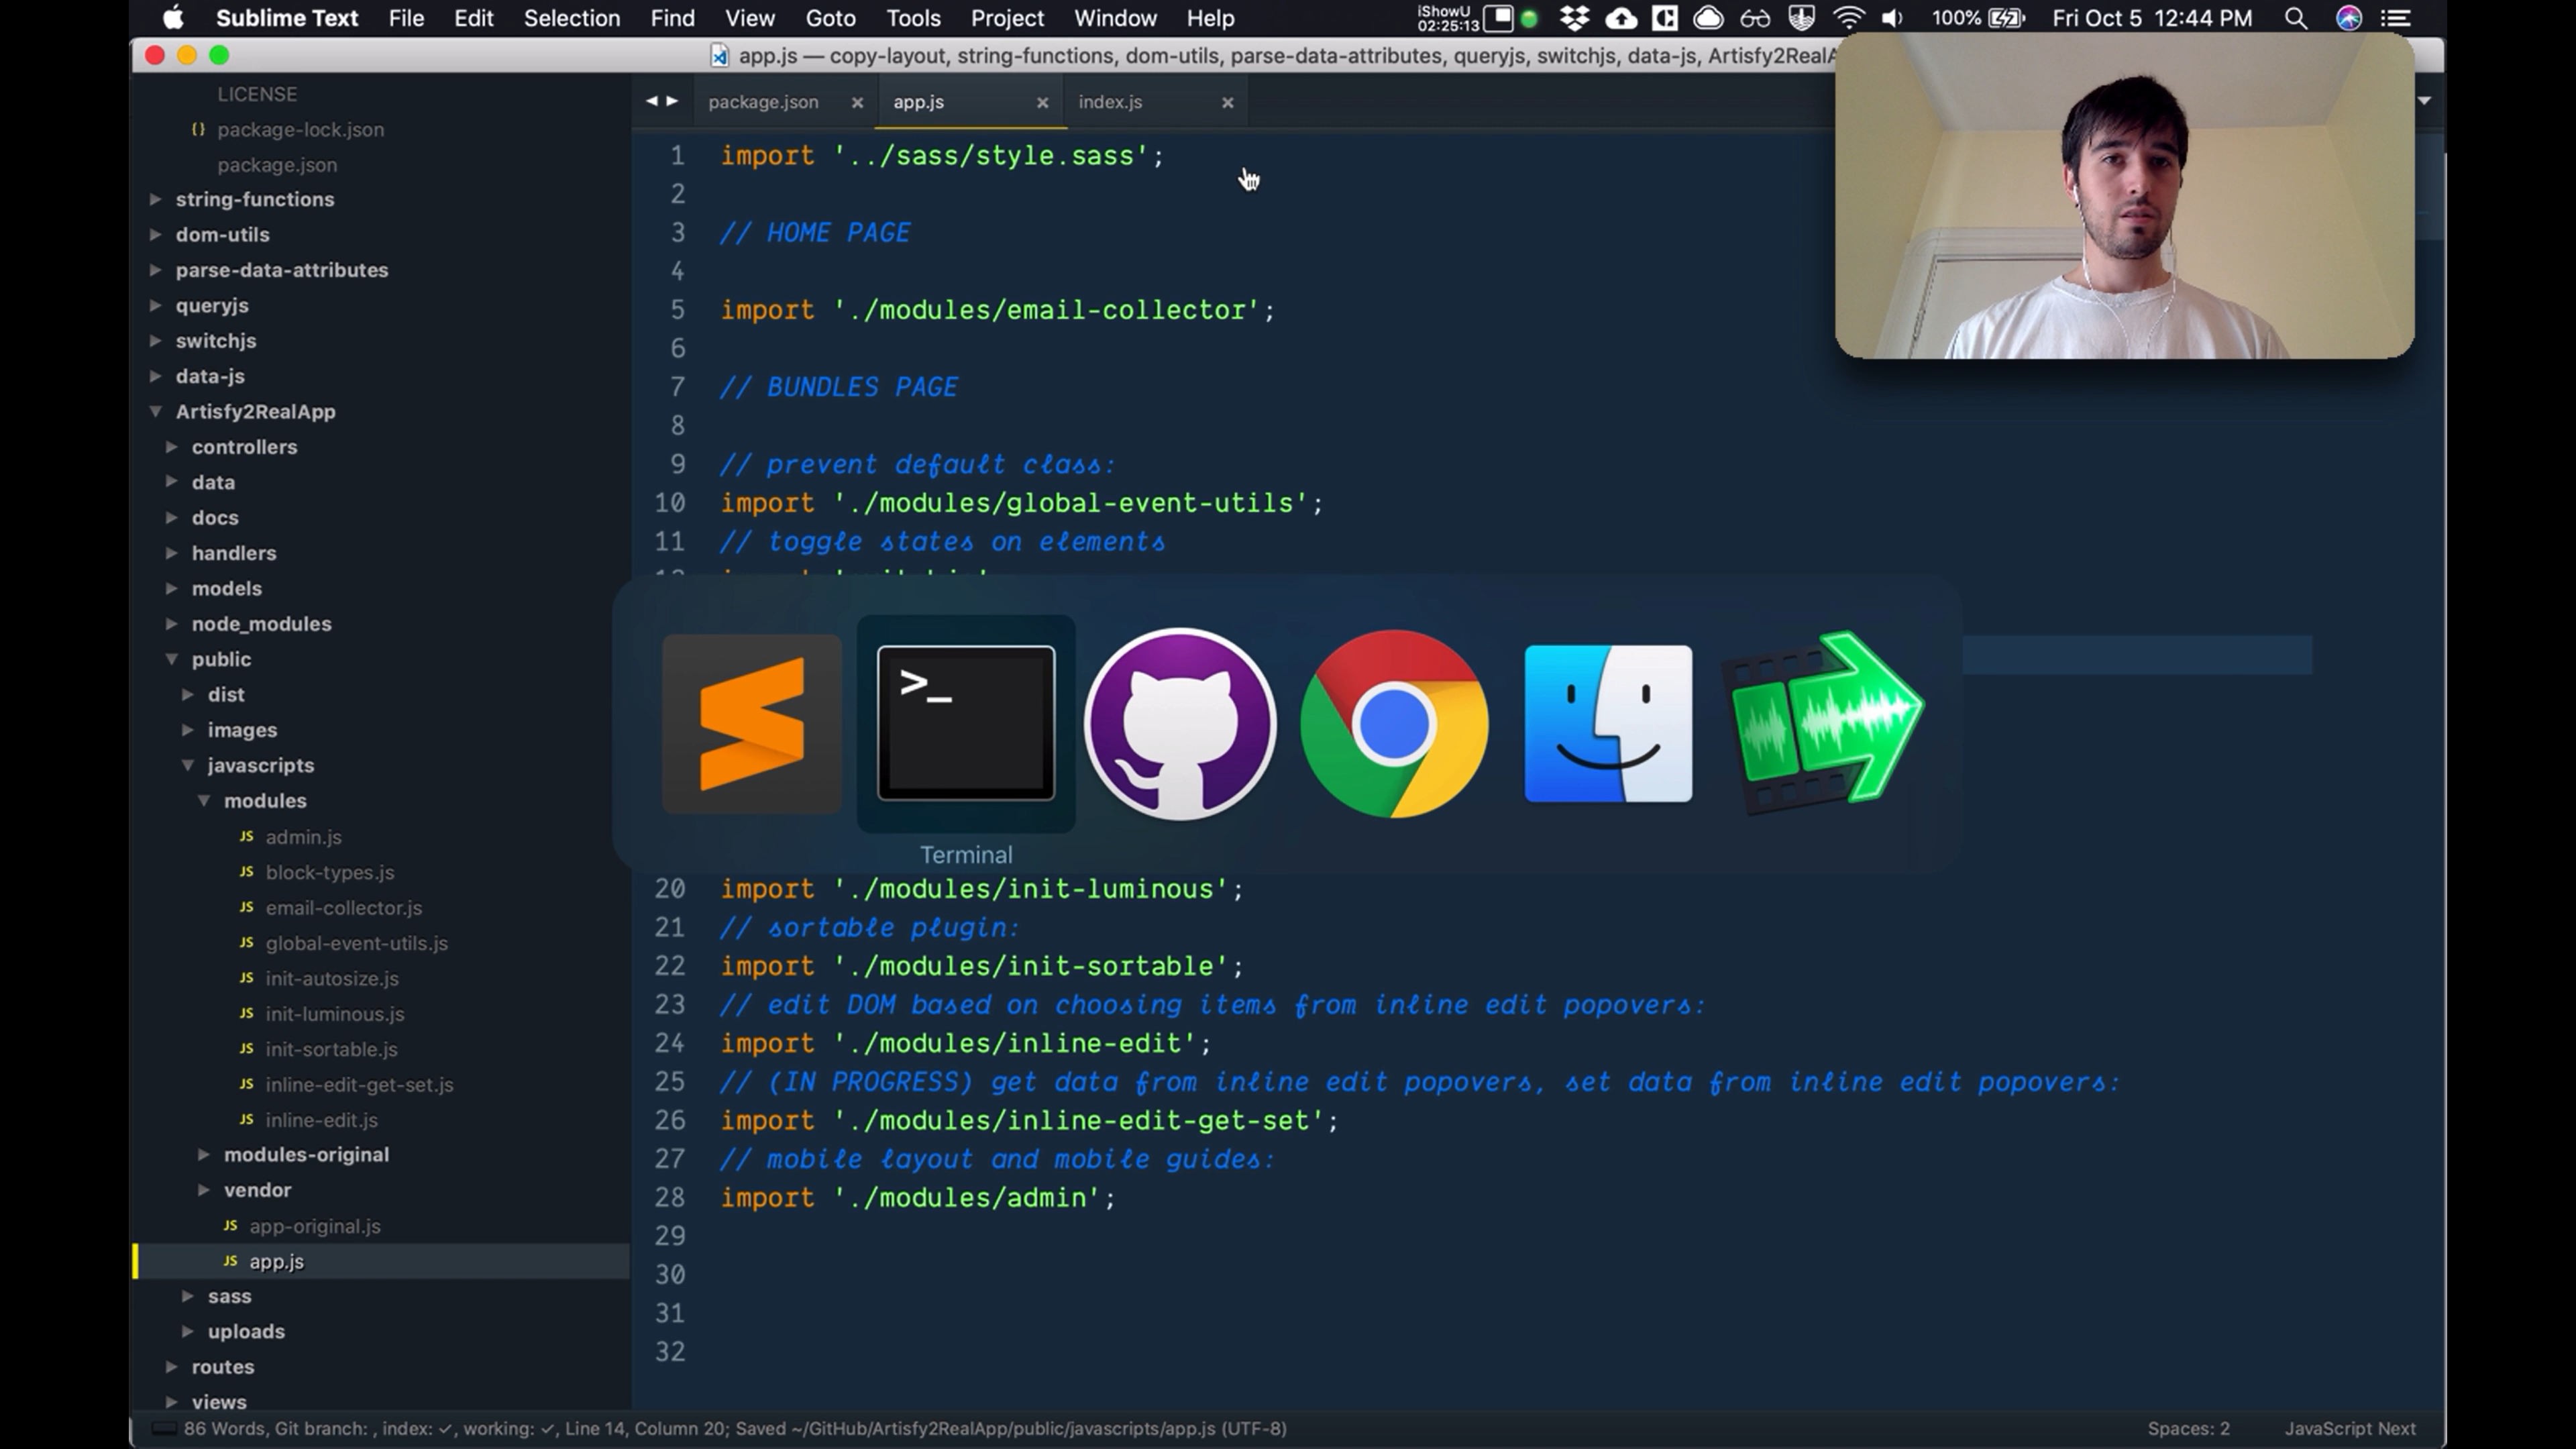 Sublime Text File Edit Selection Find View Goto Tools Project Window Help
iShowU
02:25:13
100% Fri Oct 5 12:44 PM
app.js — copy-layout, string-functions, dom-utils, parse-data-attributes, queryjs, switchjs, data-js, Artisfy2RealA
package.json × app.js × index.js ×
LICENSE
{} package-lock.json
package.json
string-functions
dom-utils
parse-data-attributes
queryjs
switchjs
data-js
Artisfy2RealApp
controllers
data
docs
handlers
models
node_modules
public
dist
images
javascripts
modules
JS admin.js
JS block-types.js
JS email-collector.js
JS global-event-utils.js
JS init-autosize.js
JS init-luminous.js
JS init-sortable.js
JS inline-edit-get-set.js
JS inline-edit.js
modules-original
vendor
JS app-original.js
JS app.js
sass
uploads
routes
views
1 import '../sass/style.sass';
2
3 // HOME PAGE
4
5 import './modules/email-collector';
6
7 // BUNDLES PAGE
8
9 // prevent default class:
10 import './modules/global-event-utils';
11 // toggle states on elements
>_
Terminal
20 import './modules/init-luminous';
21 // sortable plugin:
22 import './modules/init-sortable';
23 // edit DOM based on choosing items from inline edit popovers:
24 import './modules/inline-edit';
25 // (IN PROGRESS) get data from inline edit popovers, set data from inline edit popovers:
26 import './modules/inline-edit-get-set';
27 // mobile layout and mobile guides:
28 import './modules/admin';
29
30
31
32
86 Words, Git branch: , index: ✓, working: ✓, Line 14, Column 20; Saved ~/GitHub/Artisfy2RealApp/public/javascripts/app.js (UTF-8) Spaces: 2 JavaScript Next